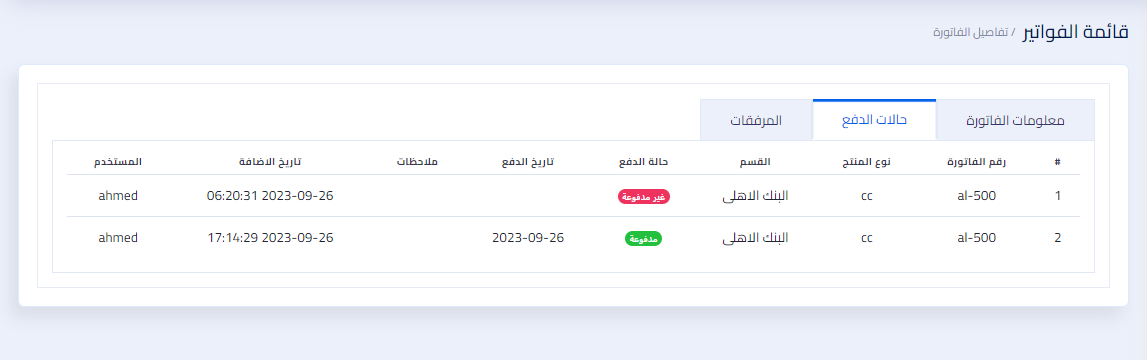 قائمة الفواتير / تفاصيل الفاتورة
معلومات الفاتورة حالات الدفع المرفقات
# رقم الفاتورة نوع المنتج القسم حالة الدفع تاريخ الدفع ملاحظات تاريخ الاضافة المستخدم
1 al-500 cc البنك الاهلى غير مدفوعة 2023-09-26 06:20:31 ahmed
2 al-500 cc البنك الاهلى مدفوعة 2023-09-26 2023-09-26 17:14:29 ahmed